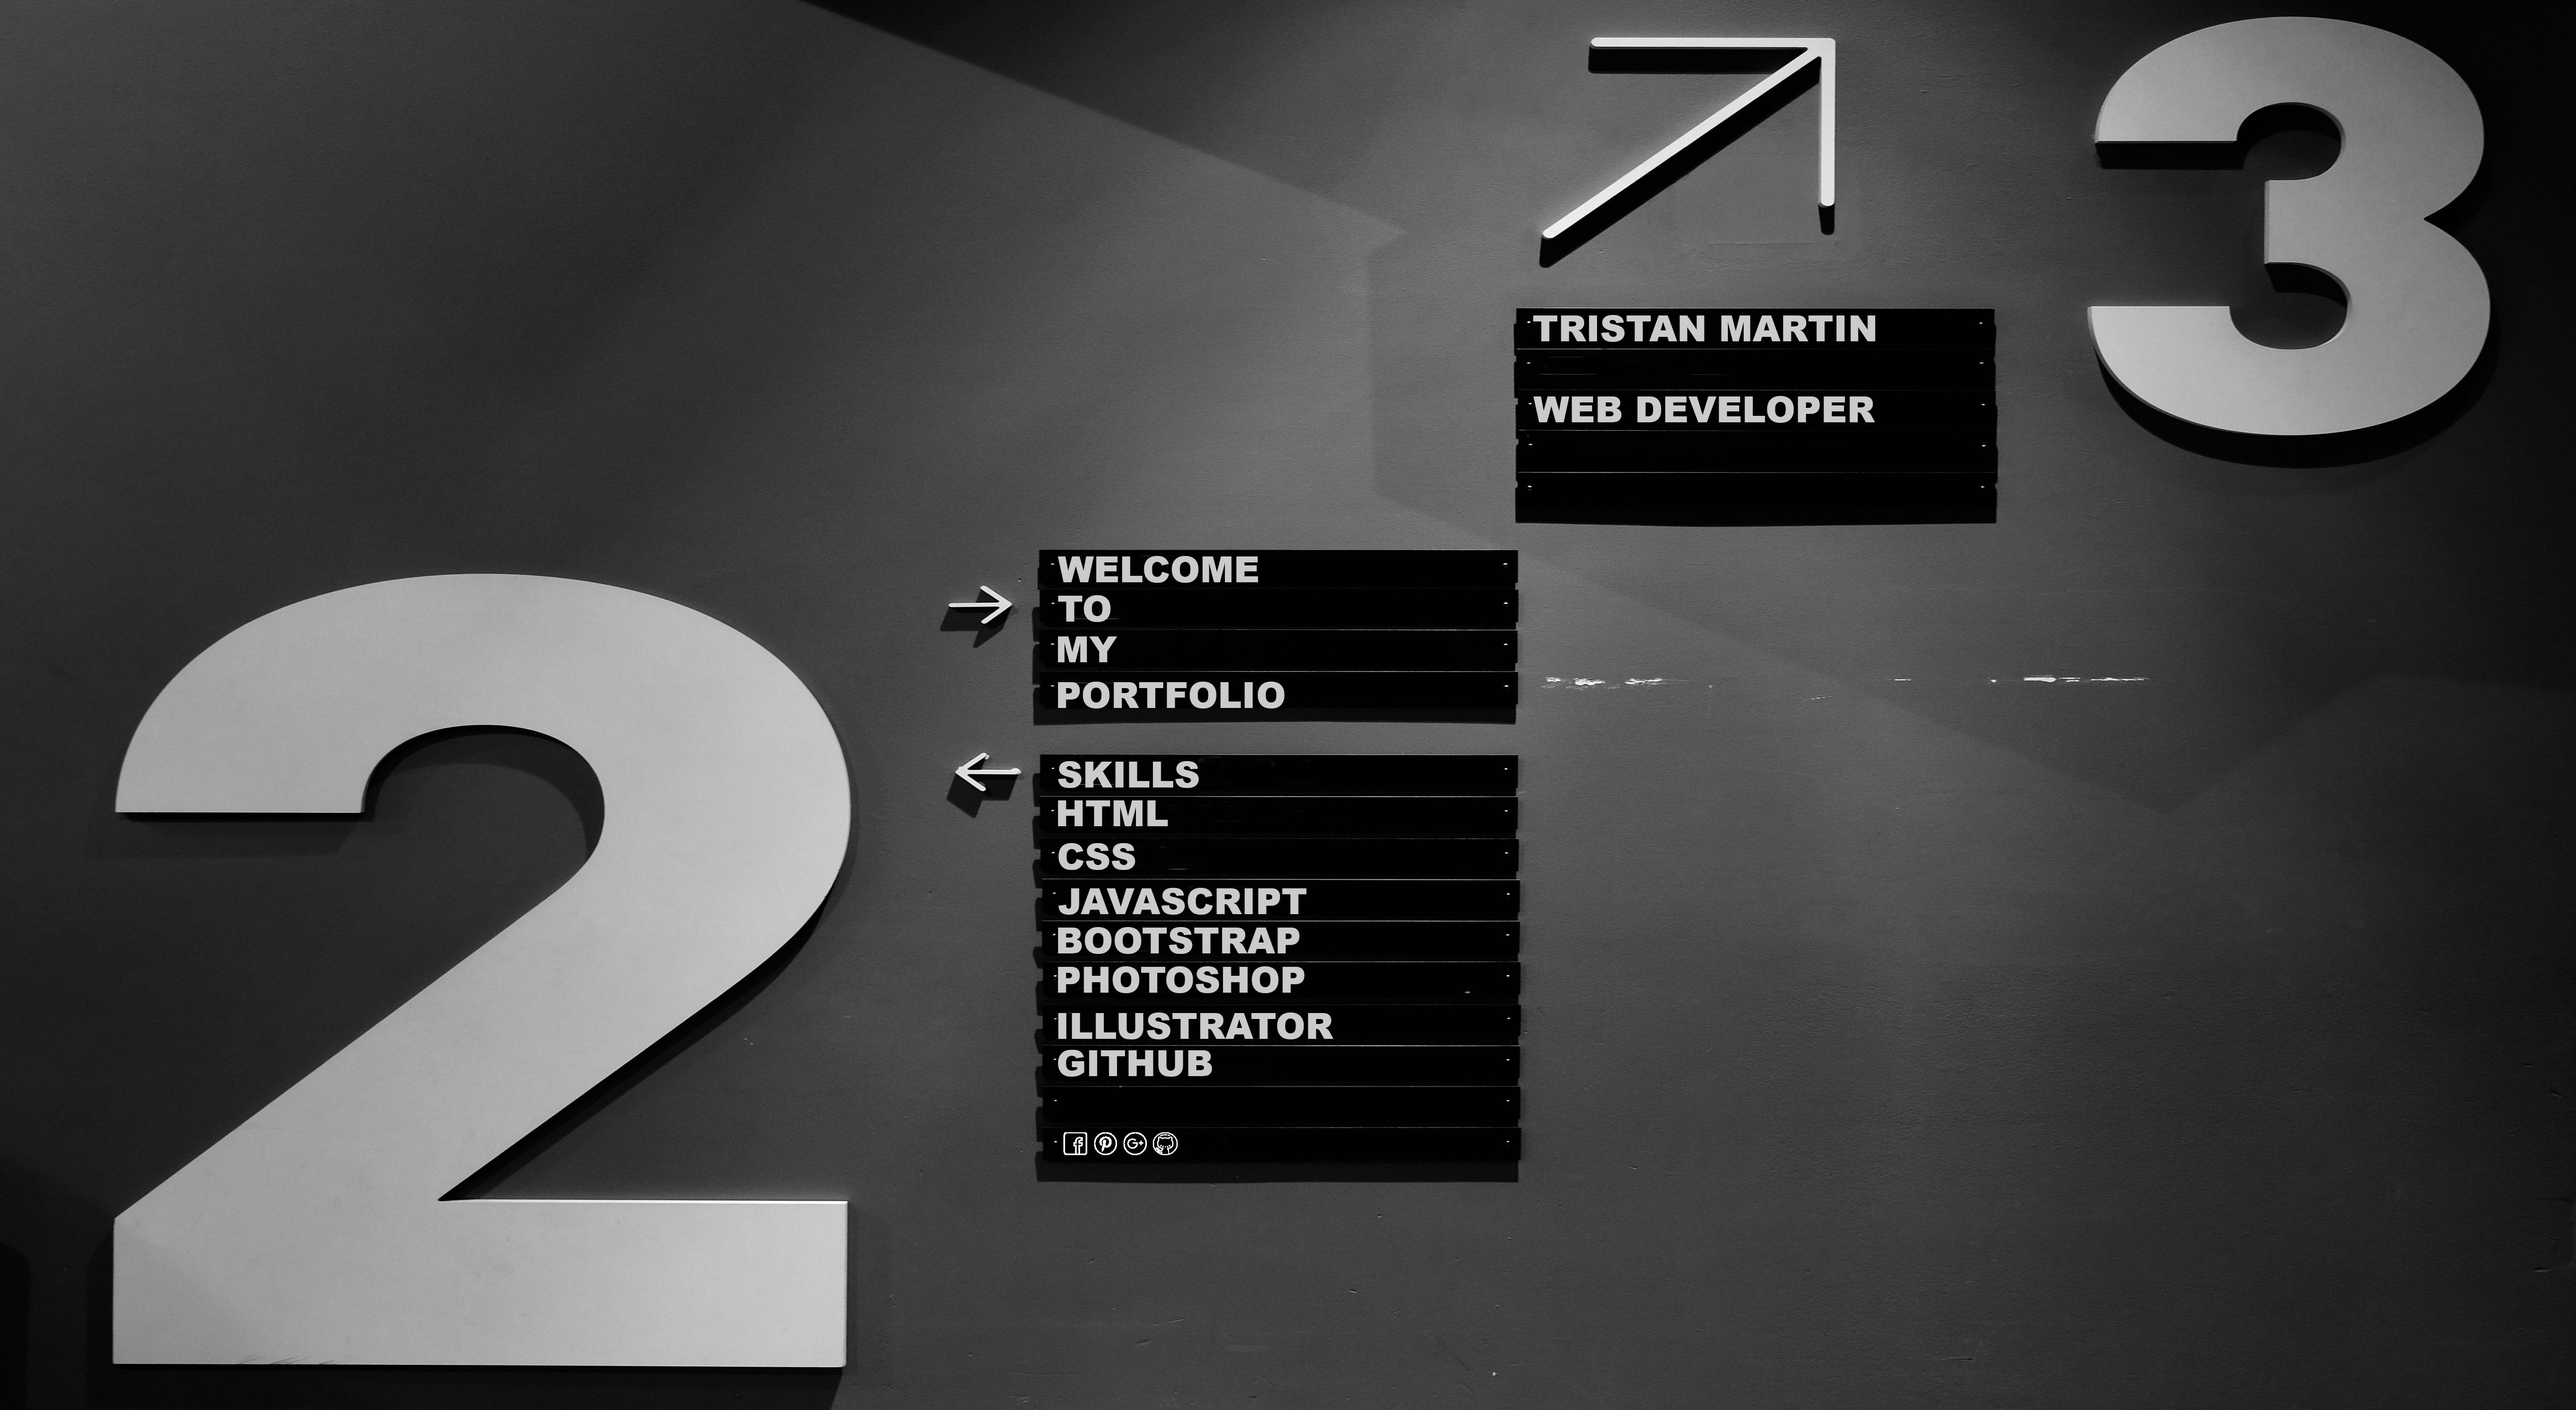 3
TRISTAN MARTIN
WEB DEVELOPER
2
WELCOME
TO
MY
PORTFOLIO
SKILLS
HTML
CSS
JAVASCRIPT
BOOTSTRAP
PHOTOSHOP
ILLUSTRATOR
GITHUB